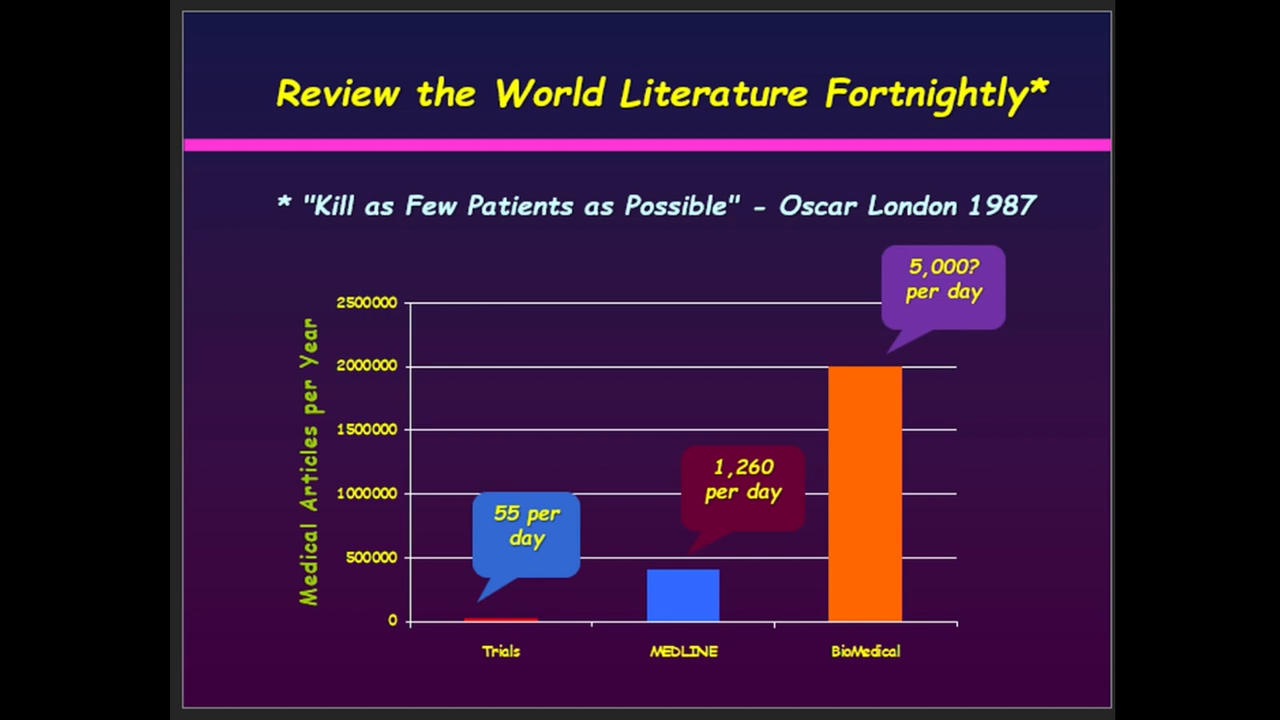 Review the World Literature Fortnightly*
* "Kill as Few Patients as Possible" - Oscar London 1987
5,000?
per day
2500000
Medical Articles per Year
2000000
1500000
1,260
per day
1000000
55 per
day
500000
0
Trials
MEDLINE
BioMedical